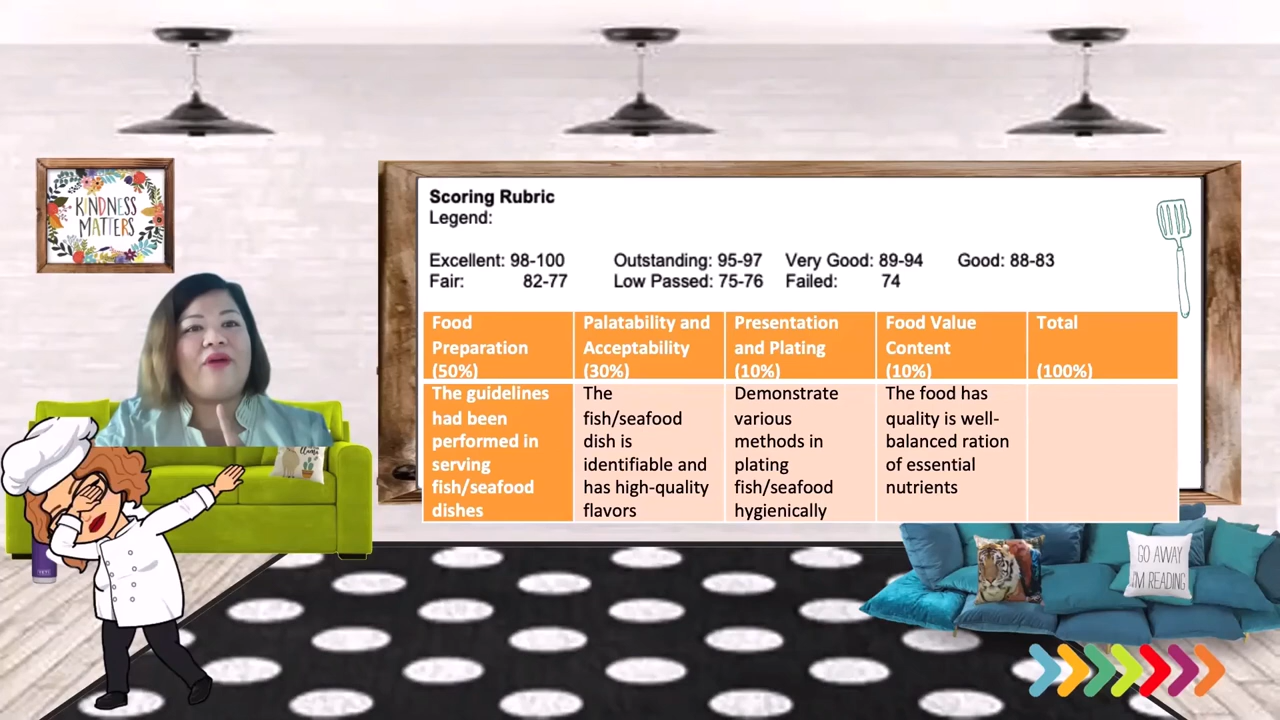 KINDNESS
MATTERS
Scoring Rubric
Legend:
Excellent: 98-100 Outstanding: 95-97 Very Good: 89-94 Good: 88-83
Fair: 82-77 Low Passed: 75-76 Failed: 74
Food
Preparation
(50%)
Palatability and
Acceptability
(30%)
Presentation
and Plating
(10%)
Food Value
Content
(10%)
Total
(100%)
The guidelines
had been
performed in
serving
fish/seafood
dishes
The
fish/seafood
dish is
identifiable and
has high-quality
flavors
Demonstrate
various
methods in
plating
fish/seafood
hygienically
The food has
quality is well-
balanced ration
of essential
nutrients
llama
GO AWAY
I'M READING